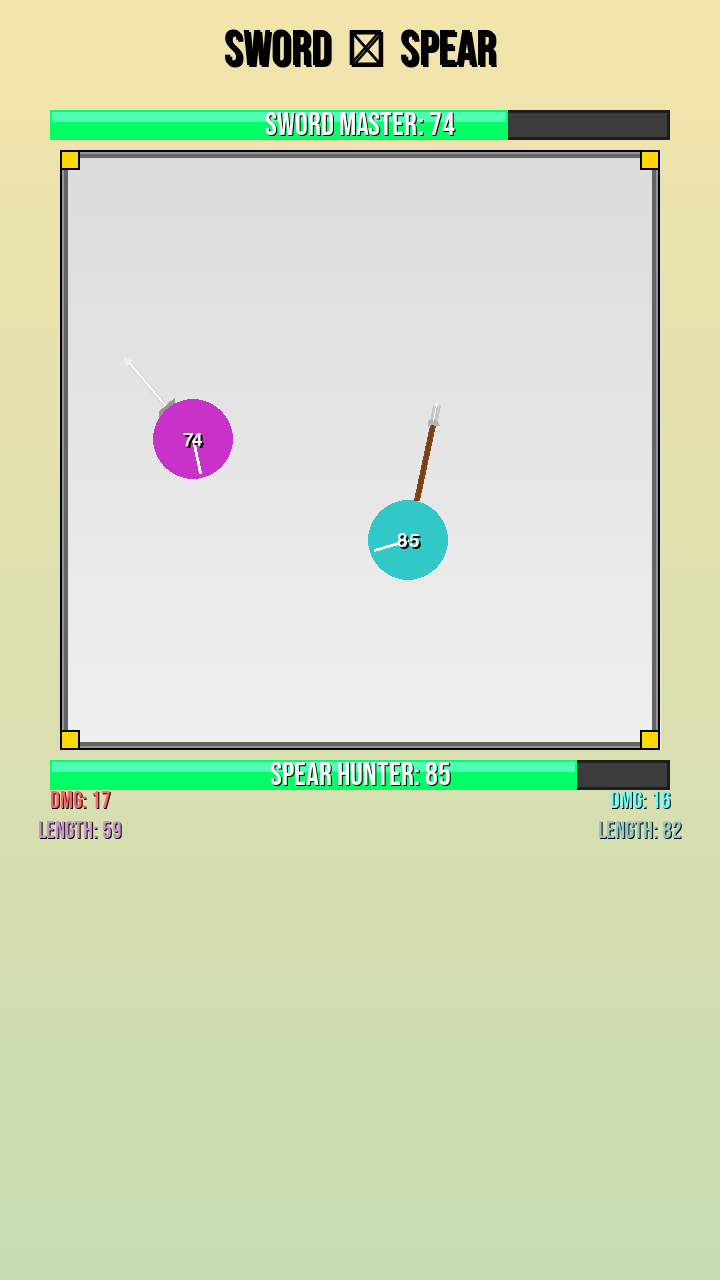 SWORD SPEAR
SWORD MASTER: 74
74
85
SPEAR HUNTER: 85
DMG: 17
DMG: 16
LENGTH: 59
LENGTH: 82